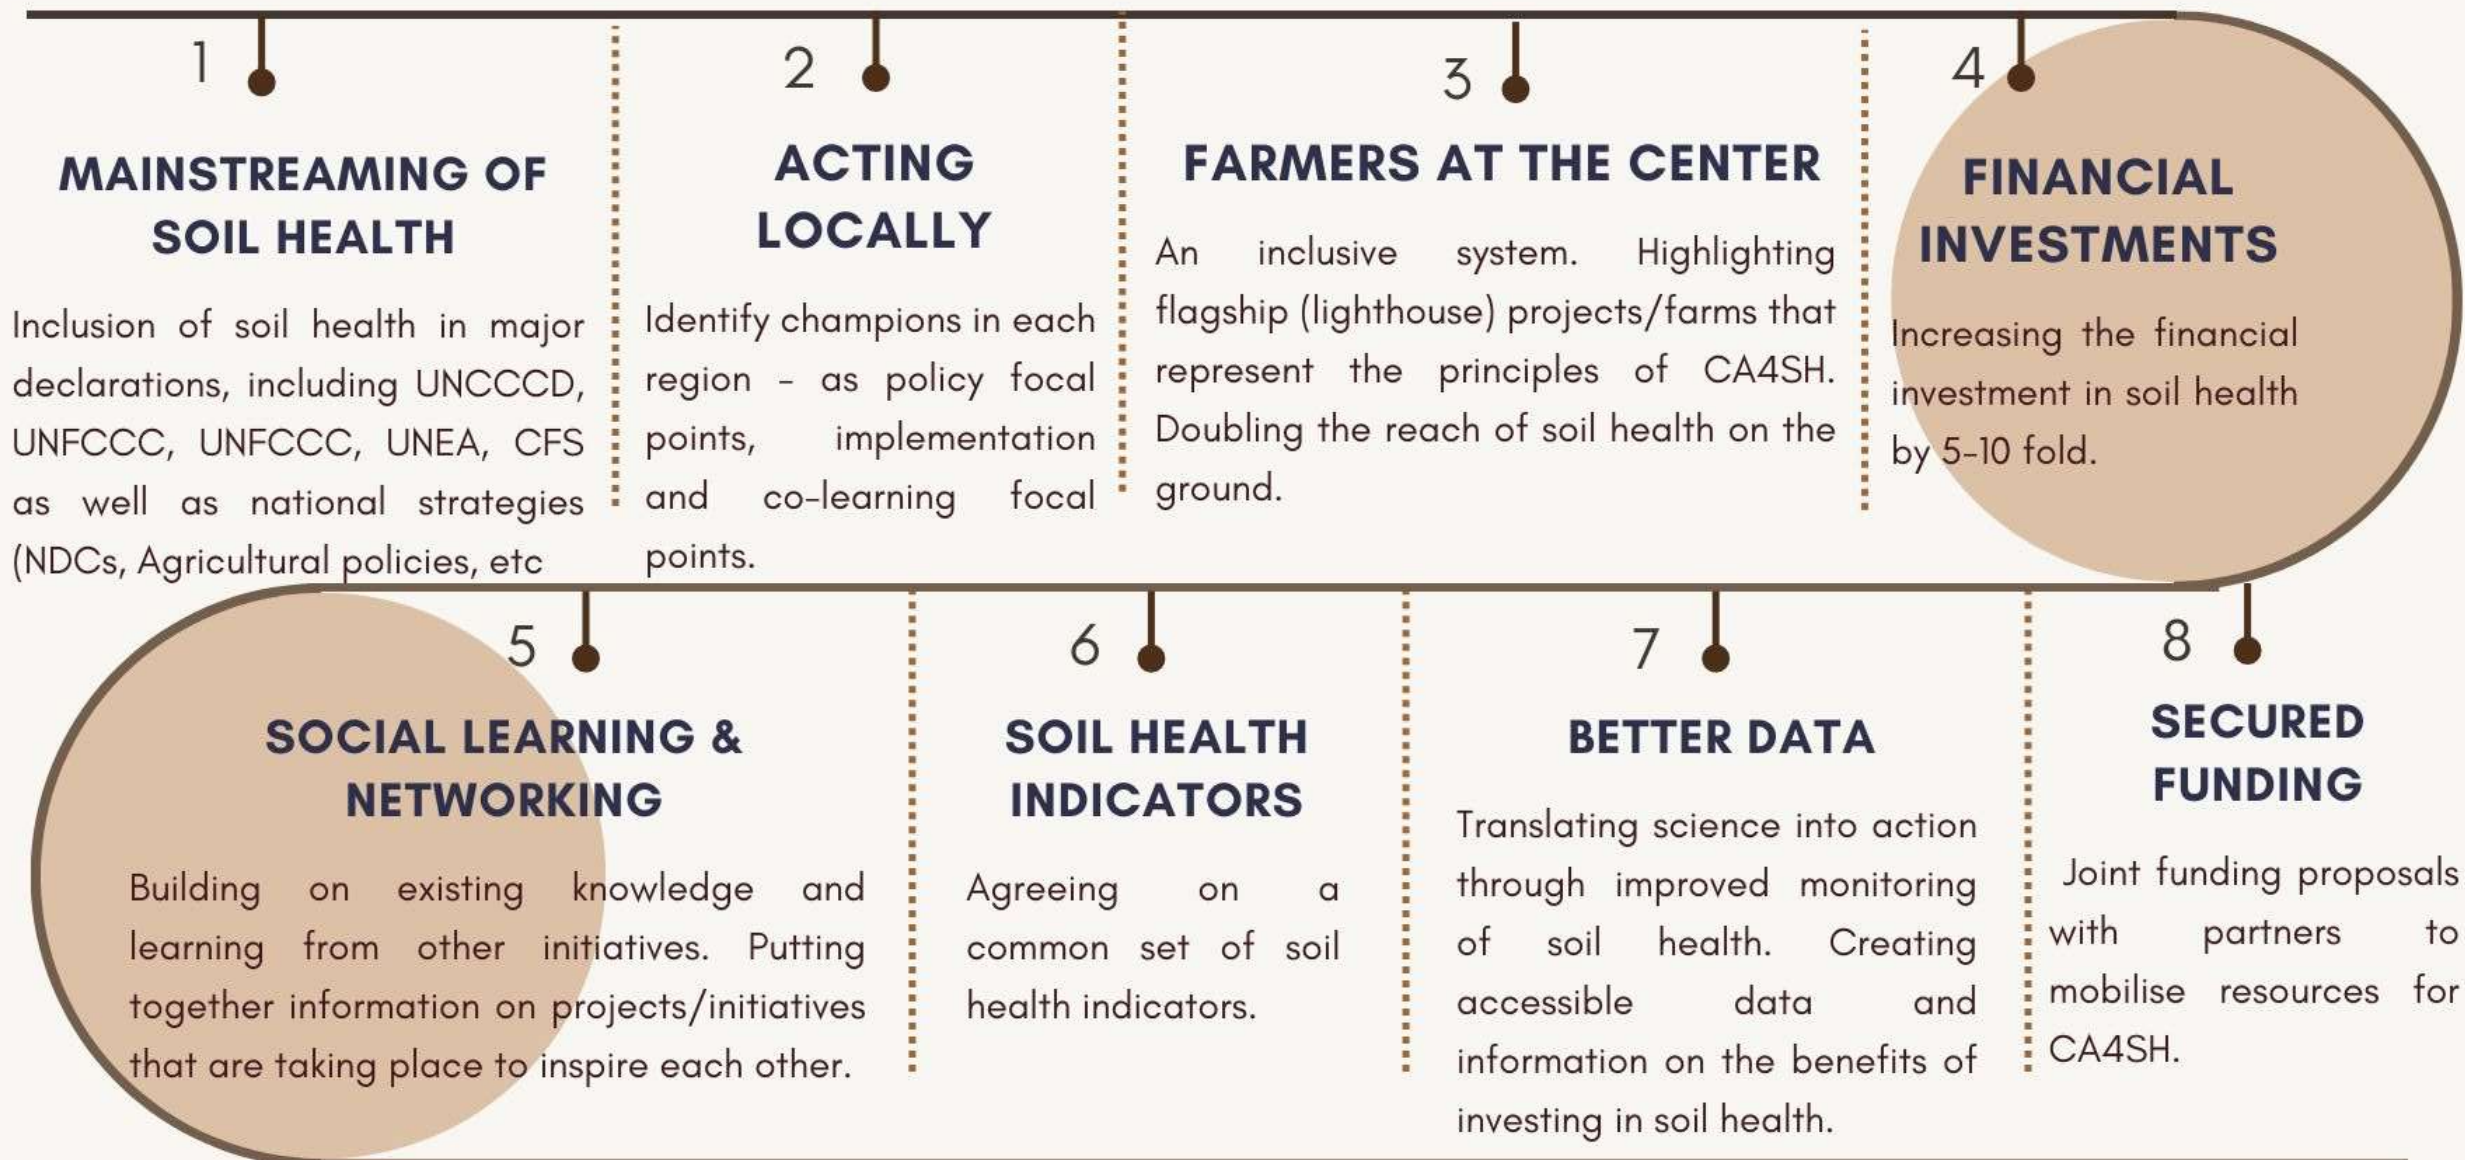 1
MAINSTREAMING OF
SOIL HEALTH
Inclusion of soil health in major
declarations, including UNCCCD,
UNFCCC, UNFCCC, UNEA, CFS
as well as national strategies
(NDCs, Agricultural policies, etc
2
ACTING
LOCALLY
Identify champions in each
region - as policy focal
points, implementation
and co-learning focal
points.
3
FARMERS AT THE CENTER
An inclusive system. Highlighting
flagship (lighthouse) projects/farms that
represent the principles of CA4SH.
Doubling the reach of soil health on the
ground.
4
FINANCIAL
INVESTMENTS
Increasing the financial
investment in soil health
by 5-10 fold.
5
SOCIAL LEARNING &
NETWORKING
Building on existing knowledge and
learning from other initiatives. Putting
together information on projects/initiatives
that are taking place to inspire each other.
6
SOIL HEALTH
INDICATORS
Agreeing on a
common set of soil
health indicators.
7
BETTER DATA
Translating science into action
through improved monitoring
of soil health. Creating
accessible data and
information on the benefits of
investing in soil health.
8
SECURED
FUNDING
Joint funding proposals
with partners to
mobilise resources for
CA4SH.